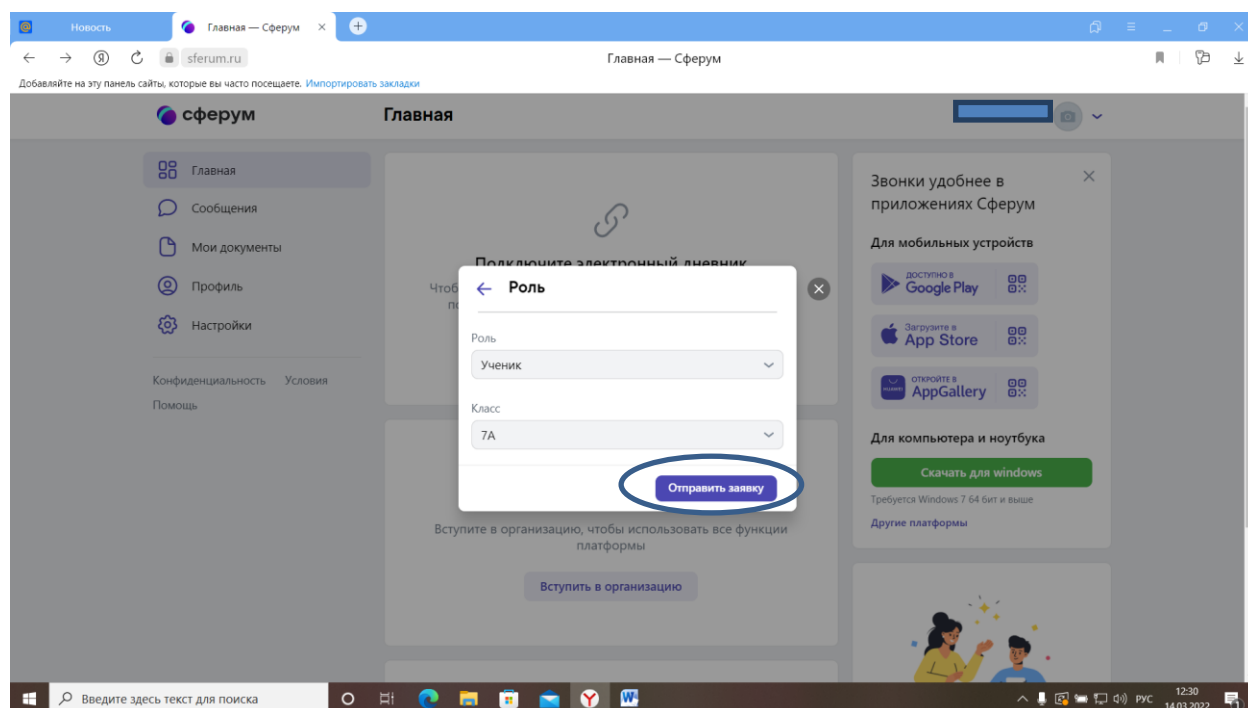 Новость
Главная — Сферум
sferum.ru
Главная — Сферум
Добавляйте на эту панель сайты, которые вы часто посещаете. Импортировать закладки
сферум
Главная
Главная
Сообщения
Мои документы
Профиль
Настройки
Конфиденциальность Условия
Помощь
Подключите электронный дневник
Чтоб
Роль
Роль
Ученик
Класс
7А
Отправить заявку
Вступите в организацию, чтобы использовать все функции
платформы
Вступить в организацию
Звонки удобнее в
приложениях Сферум
Для мобильных устройств
ДОСТУПНО В
Google Play
Загрузите в
App Store
ОТКРОЙТЕ В
AppGallery
Для компьютера и ноутбука
Скачать для windows
Требуется Windows 7 64 бит и выше
Другие платформы
Введите здесь текст для поиска
РУС
12:30
14.03.2022